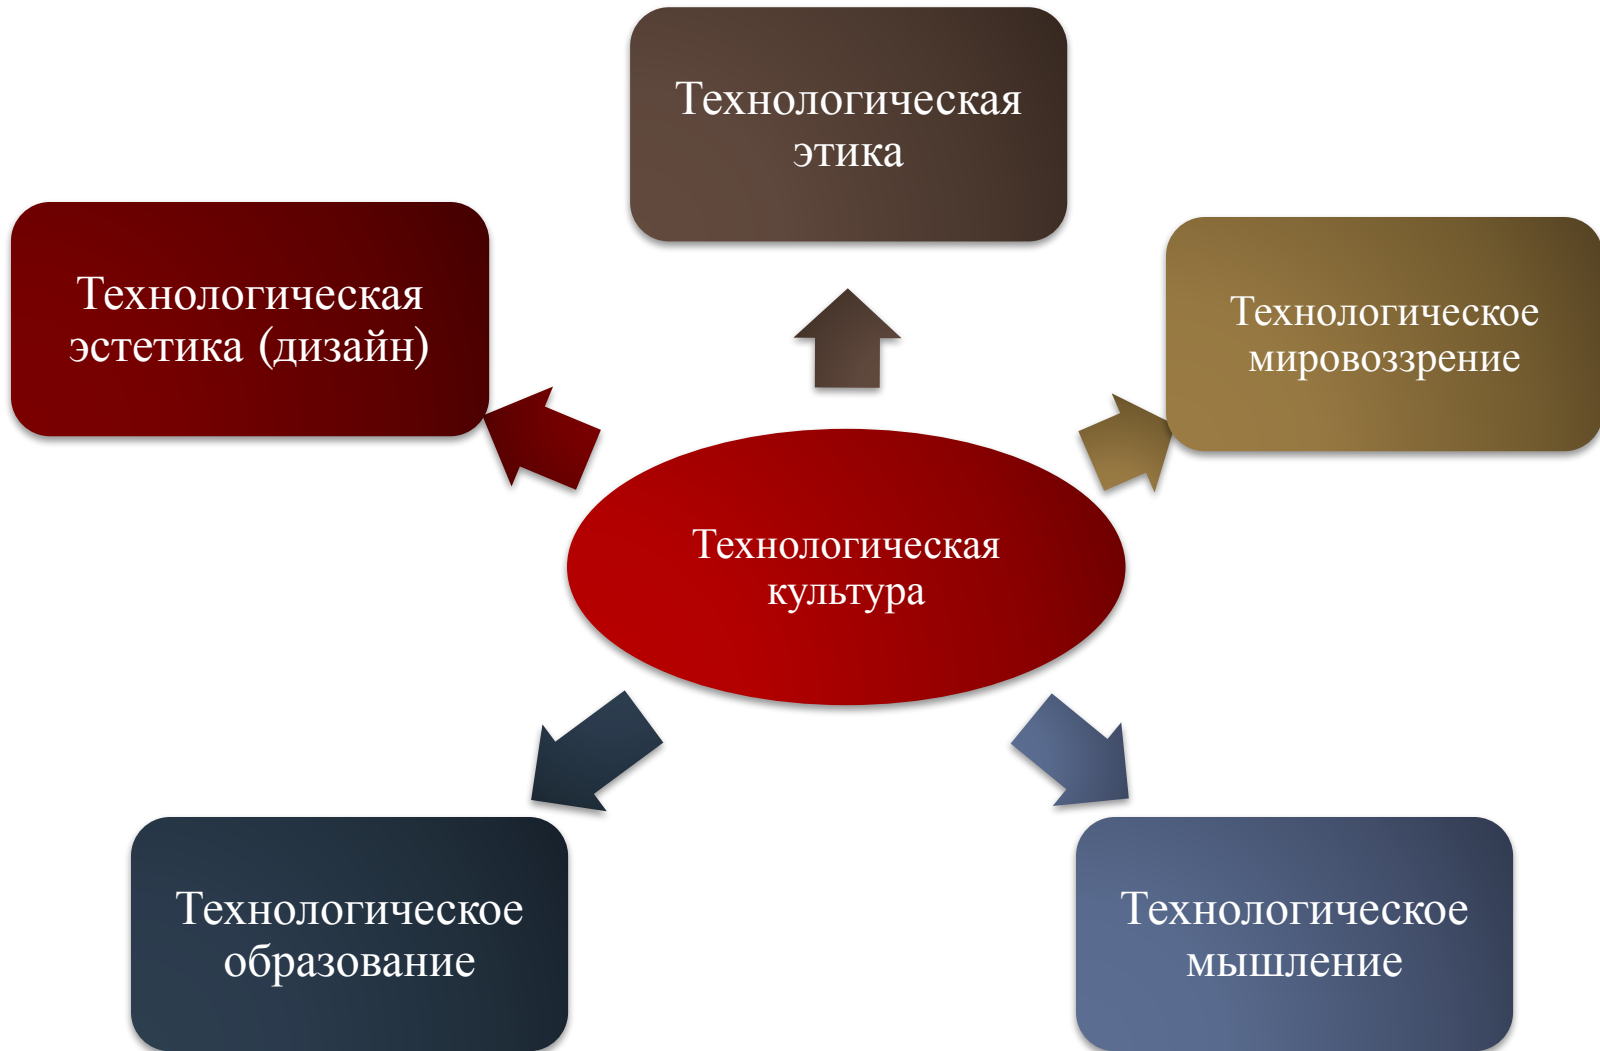 Технологическая
этика
Технологическая
эстетика (дизайн)
Технологическое
мировоззрение
Технологическая
культура
Технологическое
образование
Технологическое
мышление